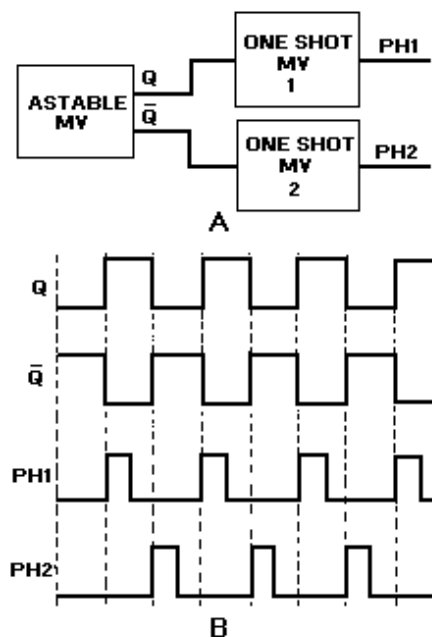 ONE SHOT
MV
1
PH1
Q
ASTABLE
MV
Q̅
ONE SHOT
MV
2
PH2
A
Q
Q̅
PH1
PH2
B